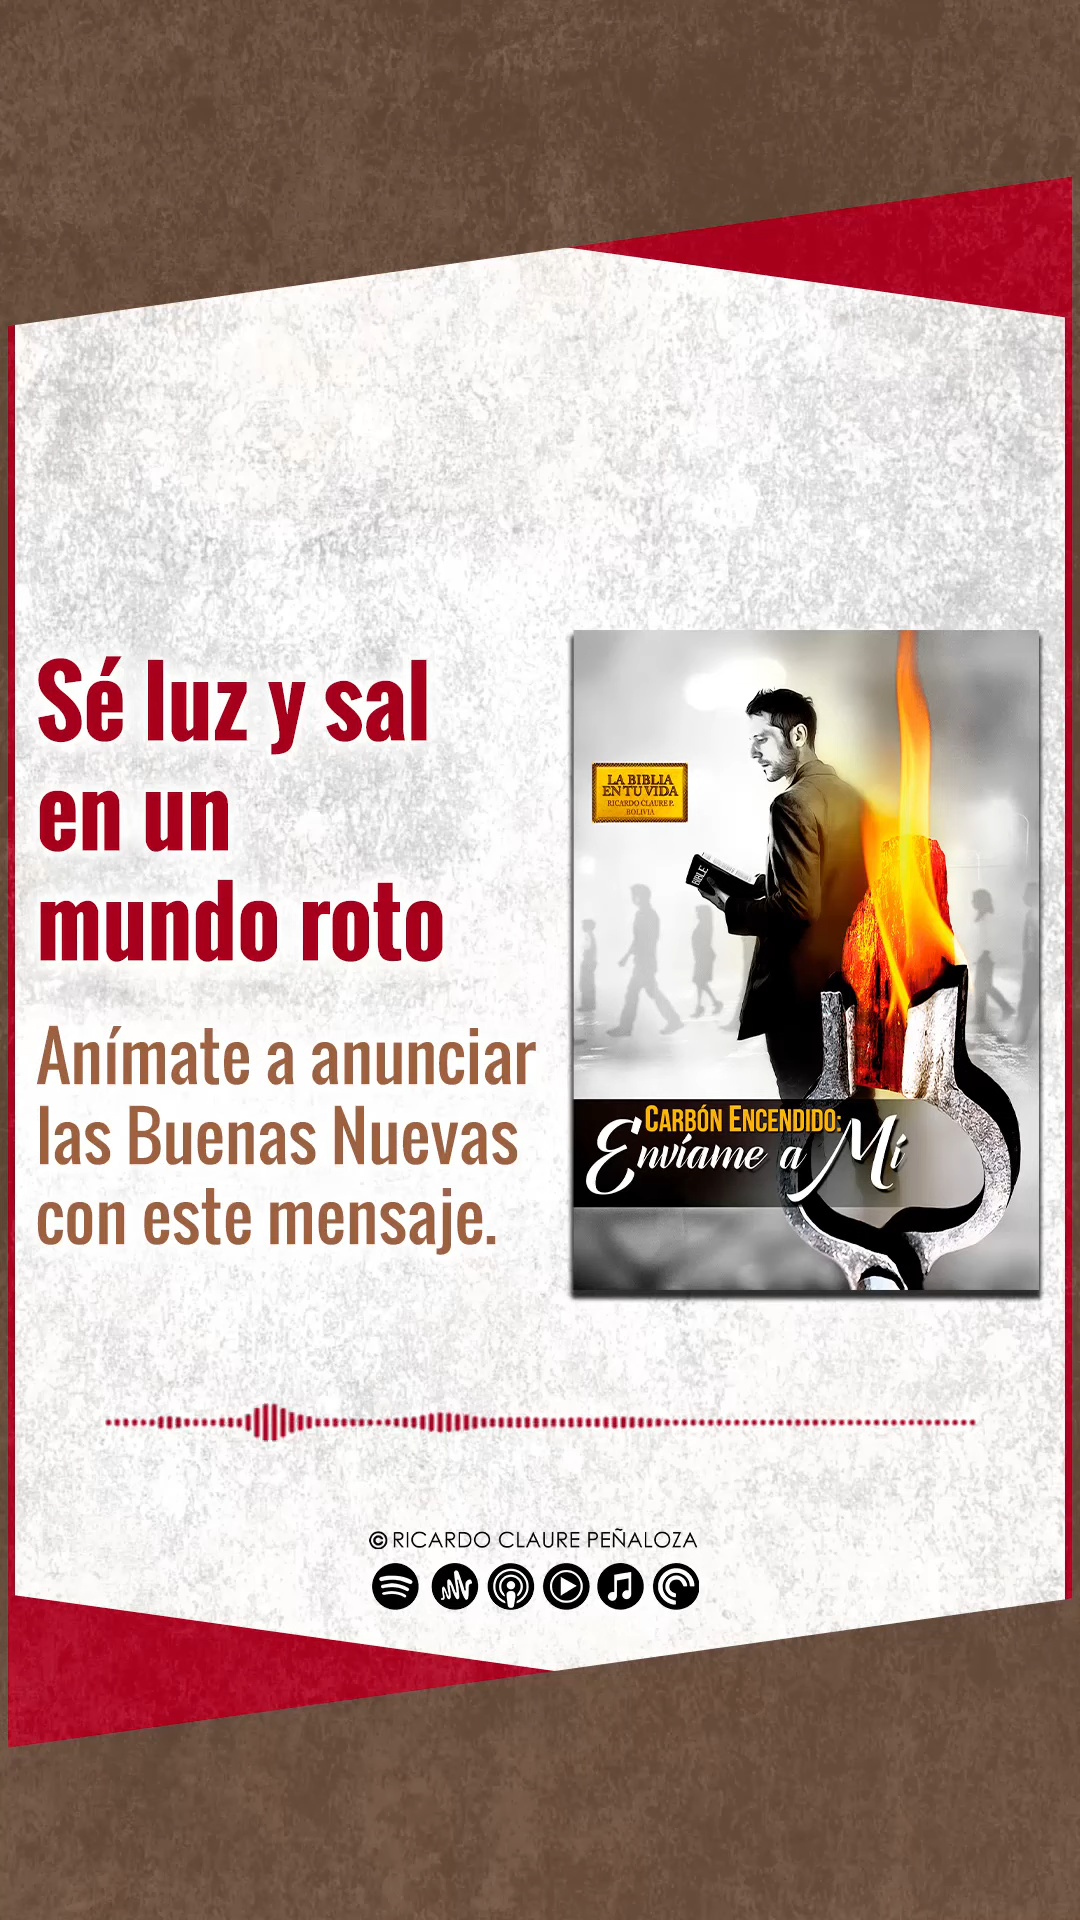 Sé luz y sal
en un
mundo roto
Anímate a anunciar
las Buenas Nuevas
con este mensaje.
LA BIBLIA
EN TU VIDA
RICARDO CLAURE P.
BOLIVIA
BIBLE
CARBÓN ENCENDIDO:
Envíame a Mí
© RICARDO CLAURE PEÑALOZA